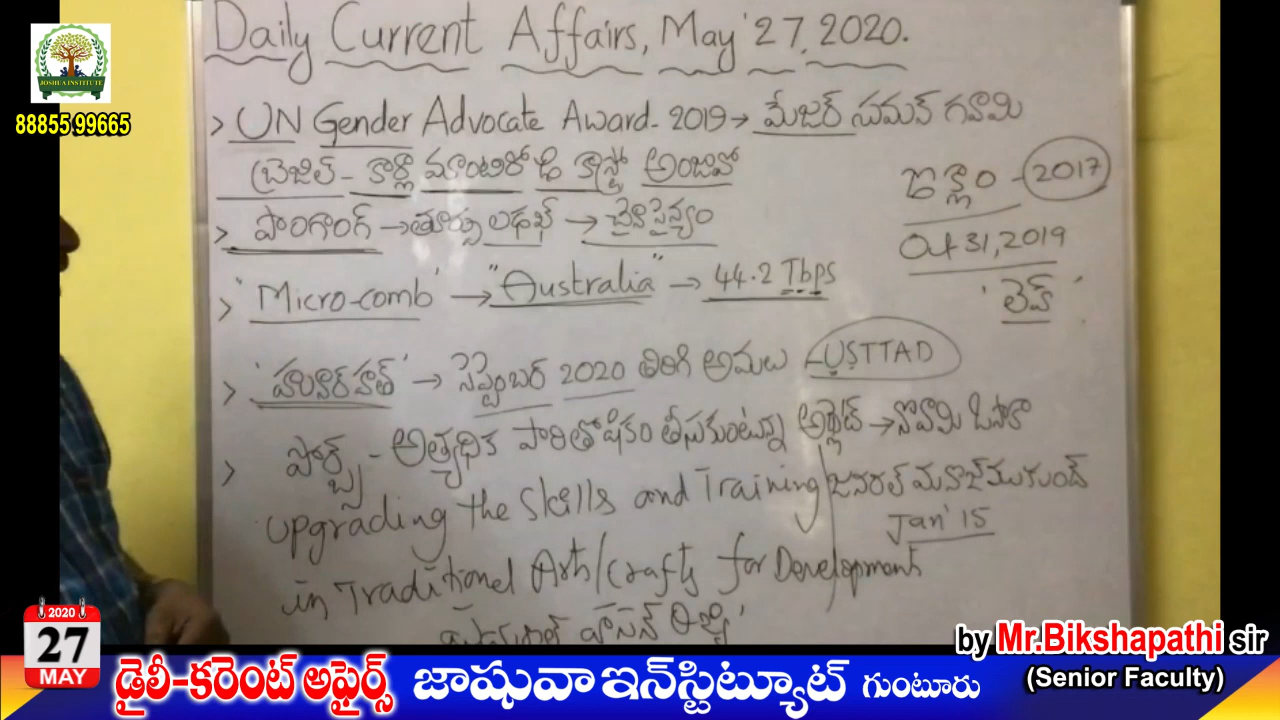 Daily Current Affairs, May '27, 2020.
JOSHUA INSTITUTE
88855 99665
> UN Gender Advocate Award - 2019 → మేజర్ సుమన్ గవామి
బ్రెజిల్ - కార్లా మాంటిరో డి కాస్ట్రో అరౌజో
> పాంగాంగ్ → తూర్పు లఢఖ్ → చైనా సైన్యం
డోక్లాం - 2017
Oct 31, 2019
'లేహ్'
> 'Micro-comb' → "Australia" → 44.2 Tbps
> 'హునార్ హాత్' → సెప్టెంబర్ 2020 తిరిగి అమలు - USTTAD
> ఫోర్బ్స్ - అత్యధిక పారితోషికం తీసుకుంటున్న అథ్లెట్ → నొవామి ఒసాకా
Upgrading the Skills and Training
in Traditional Arts/Crafts for Development
జనరల్ మనోజ్ ముకుంద్
Jan' 15
2020
27
MAY
by Mr.Bikshapathi sir
(Senior Faculty)
డైలీ-కరెంట్ అఫైర్స్ జాషువా ఇన్‌స్టిట్యూట్ గుంటూరు